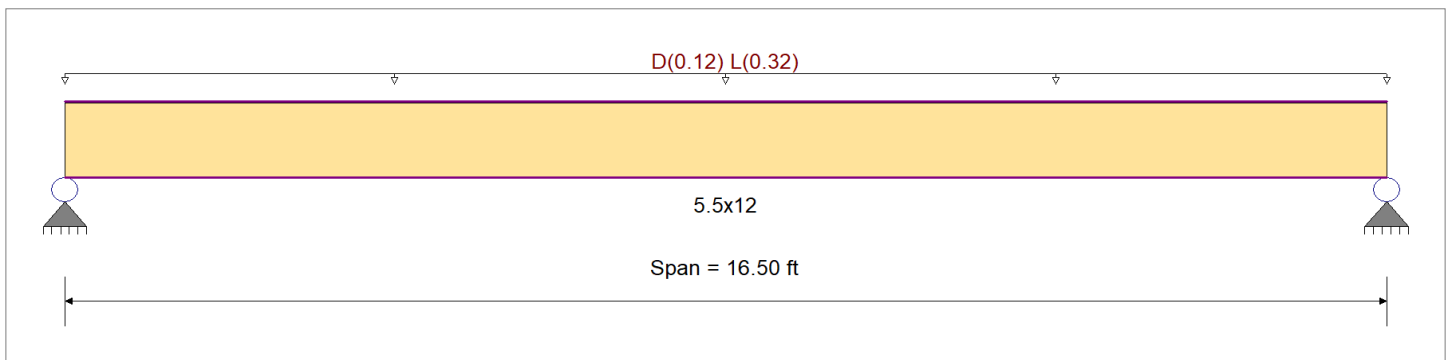 D(0.12) L(0.32)
5.5x12
Span = 16.50 ft